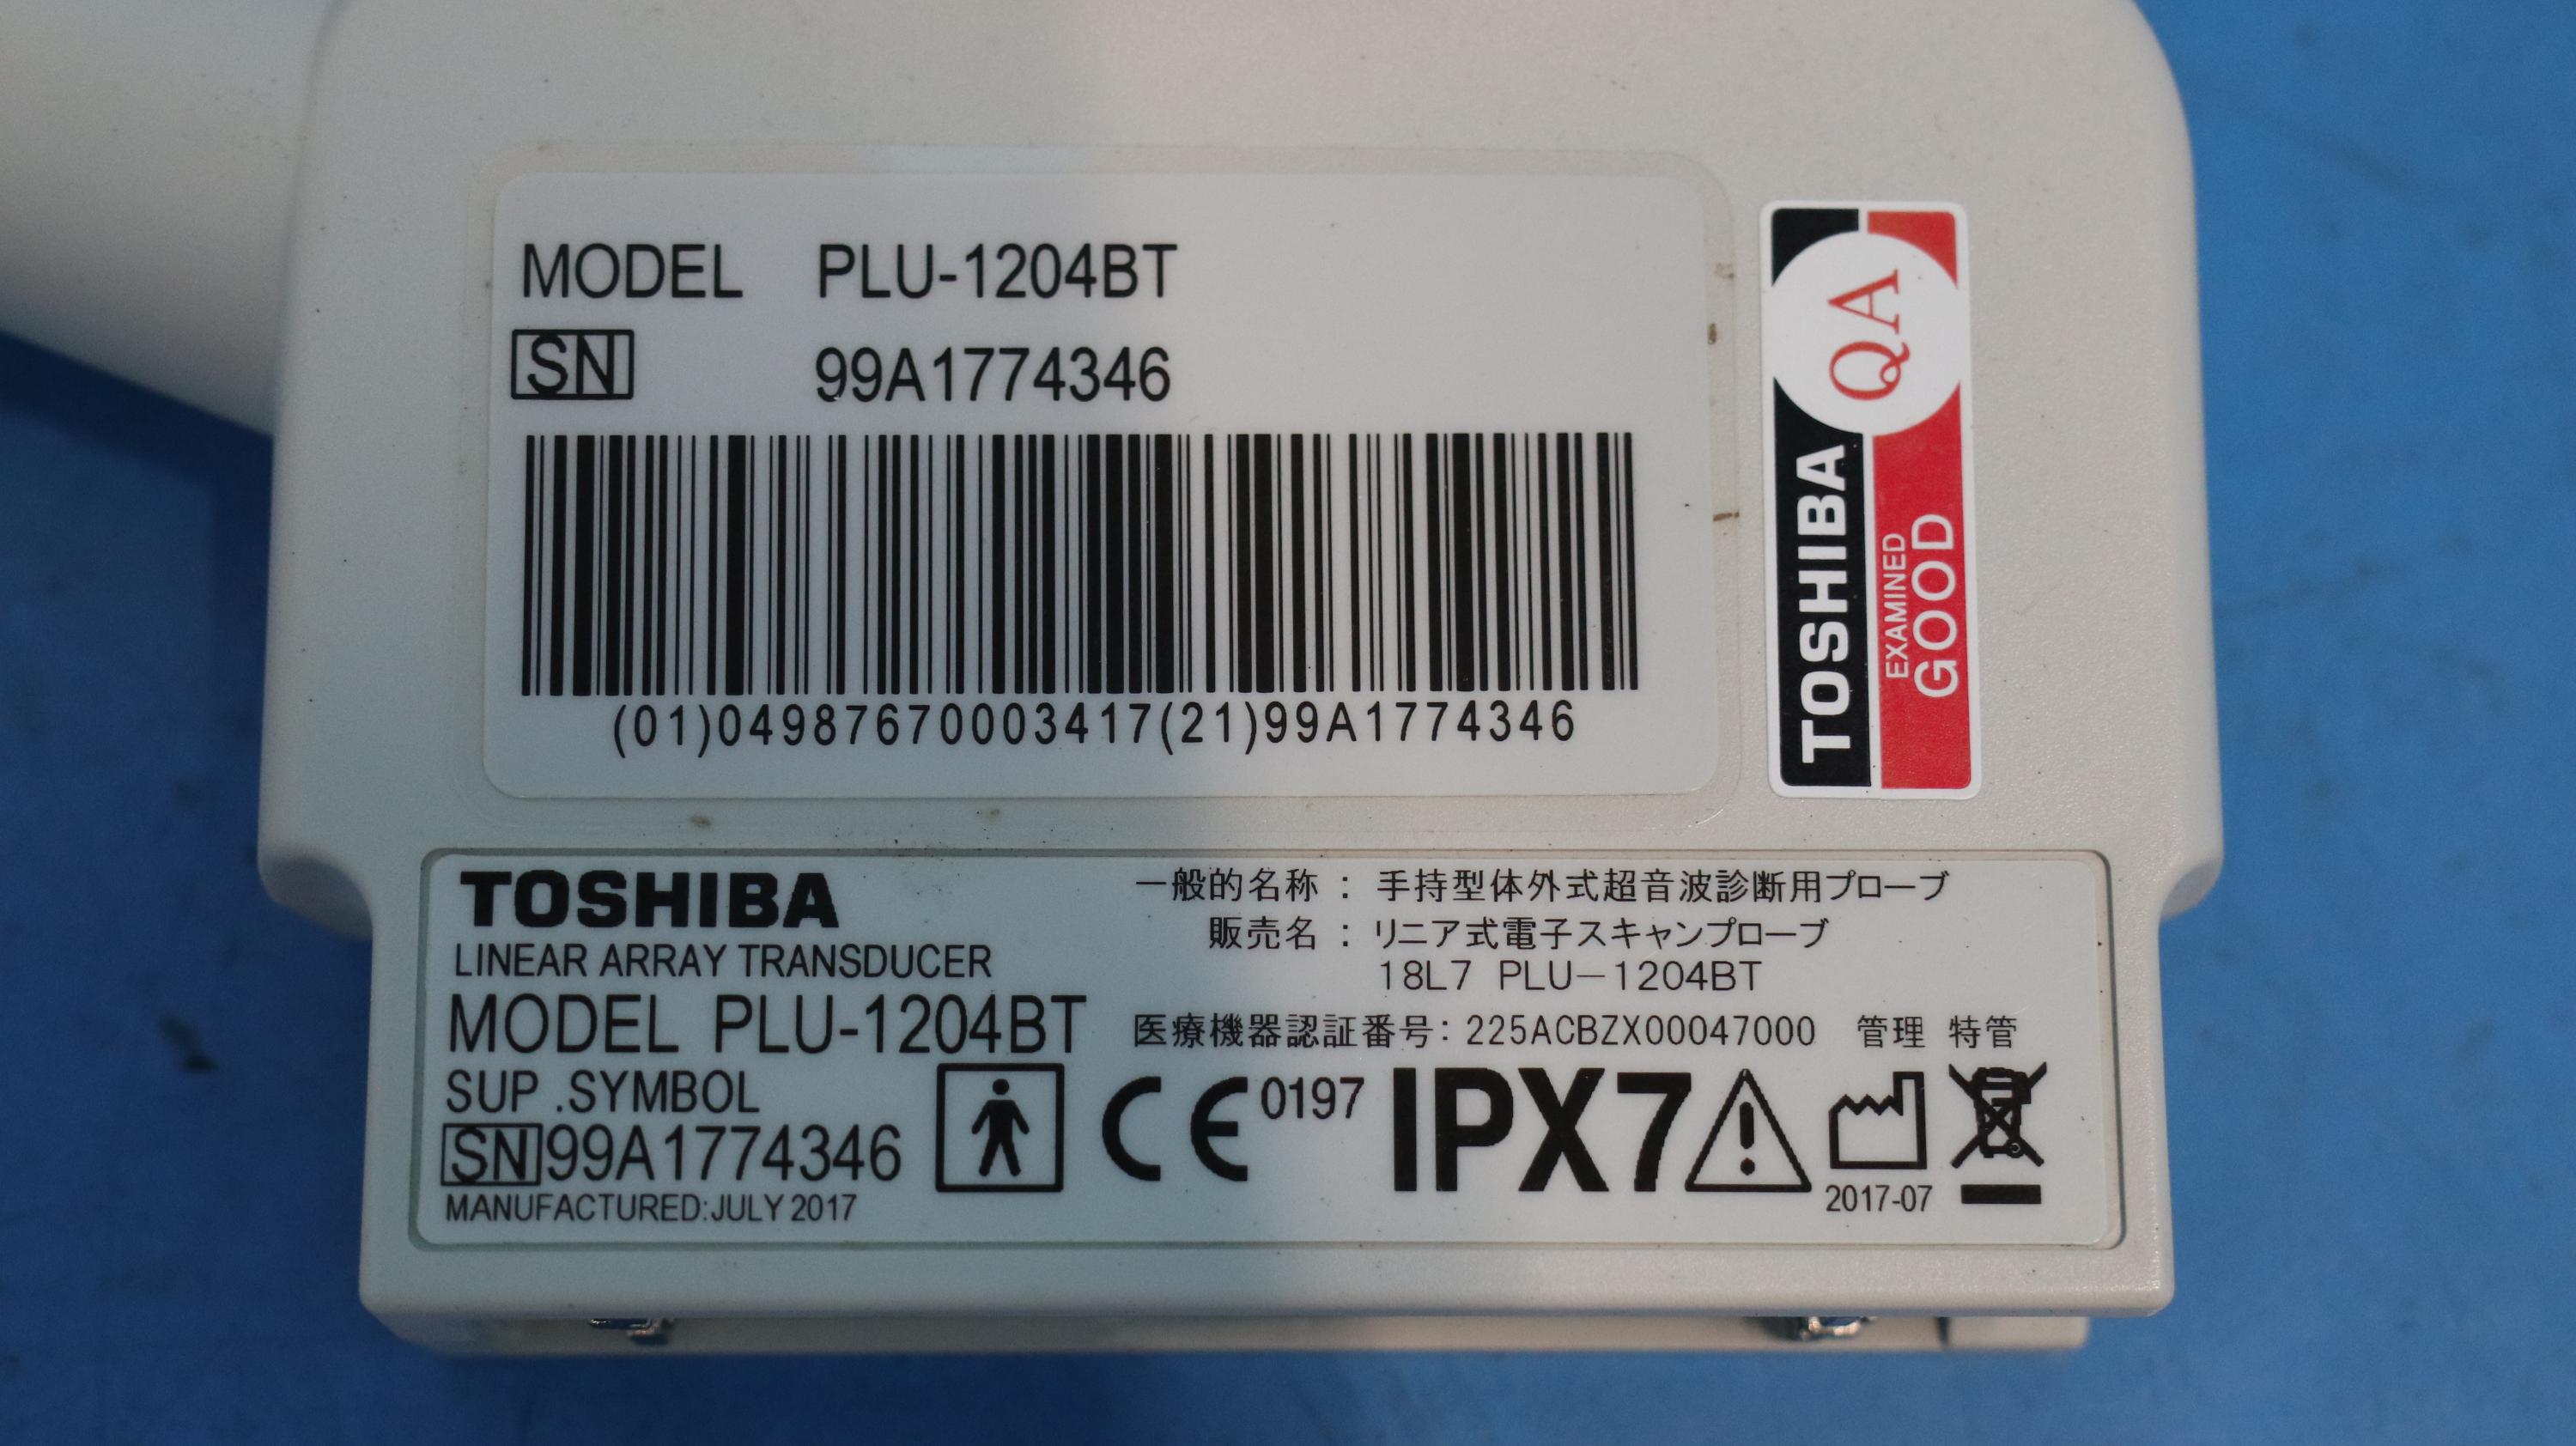 MODEL PLU-1204BT
SN 99A1774346
(01)04987670003417(21)99A1774346
QA
TOSHIBA
EXAMINED
GOOD
TOSHIBA
LINEAR ARRAY TRANSDUCER
MODEL PLU-1204BT
SUP .SYMBOL
SN 99A1774346
MANUFACTURED:JULY 2017
一般的名称 : 手持型体外式超音波診断用プローブ
販売名 : リニア式電子スキャンプローブ
18L7 PLU-1204BT
医療機器認証番号: 225ACBZX00047000 管理 特管
CE 0197 IPX7
2017-07